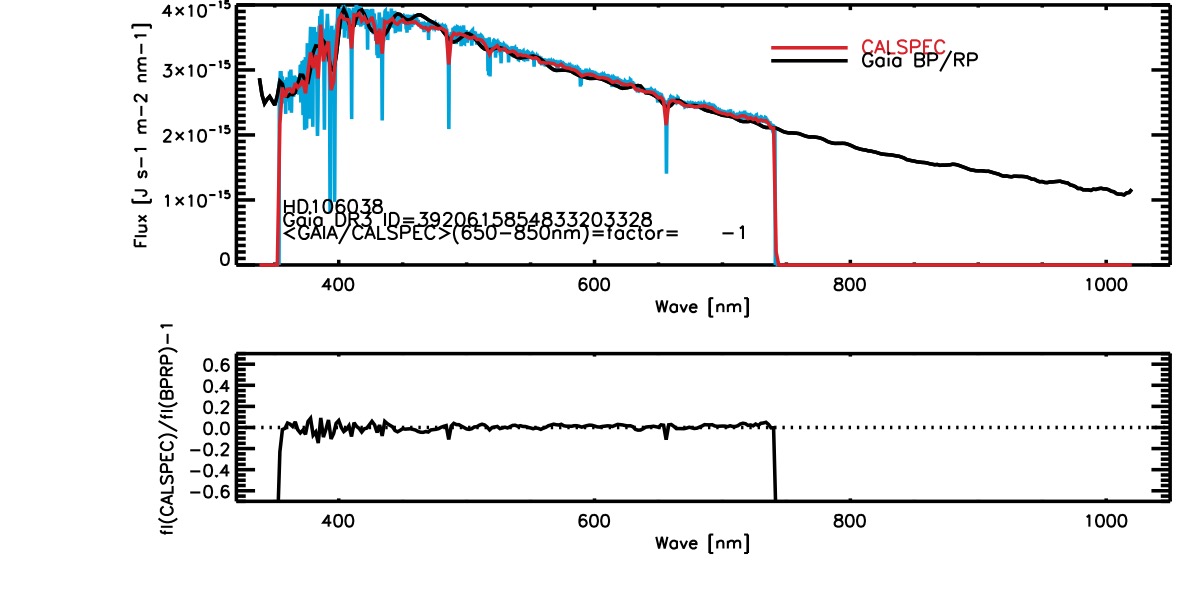 4×10−15
3×10−15
2×10−15
1×10−15
0
Flux [J s−1 m−2 nm−1]
CALSPEC
Gaia BP/RP
HD106038
Gaia DR3 ID=3920615854833203328
<GAIA/CALSPEC>(650−850nm)=factor= −1
400 600 800 1000
Wave [nm]
fl(CALSPEC)/fl(BPRP)−1
0.6
0.4
0.2
0.0
−0.2
−0.4
−0.6
400 600 800 1000
Wave [nm]